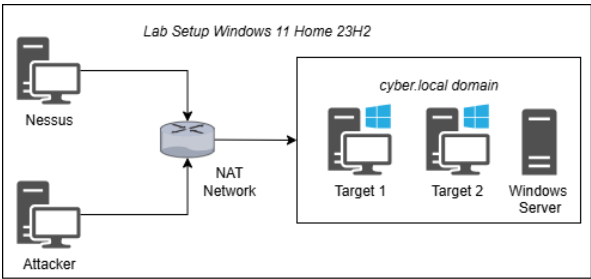 Lab Setup Windows 11 Home 23H2
Nessus
cyber.local domain
NAT
Network
Target 1
Target 2
Windows
Server
Attacker